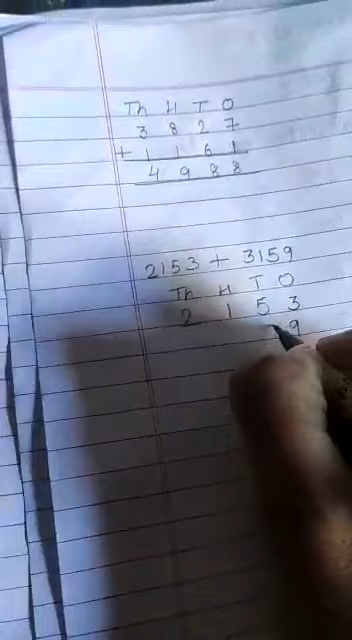 Th H T O
3 8 2 7
+ 1 1 6 1
4 9 8 8
2153 + 3159
Th H T O
2 1 5 3
9